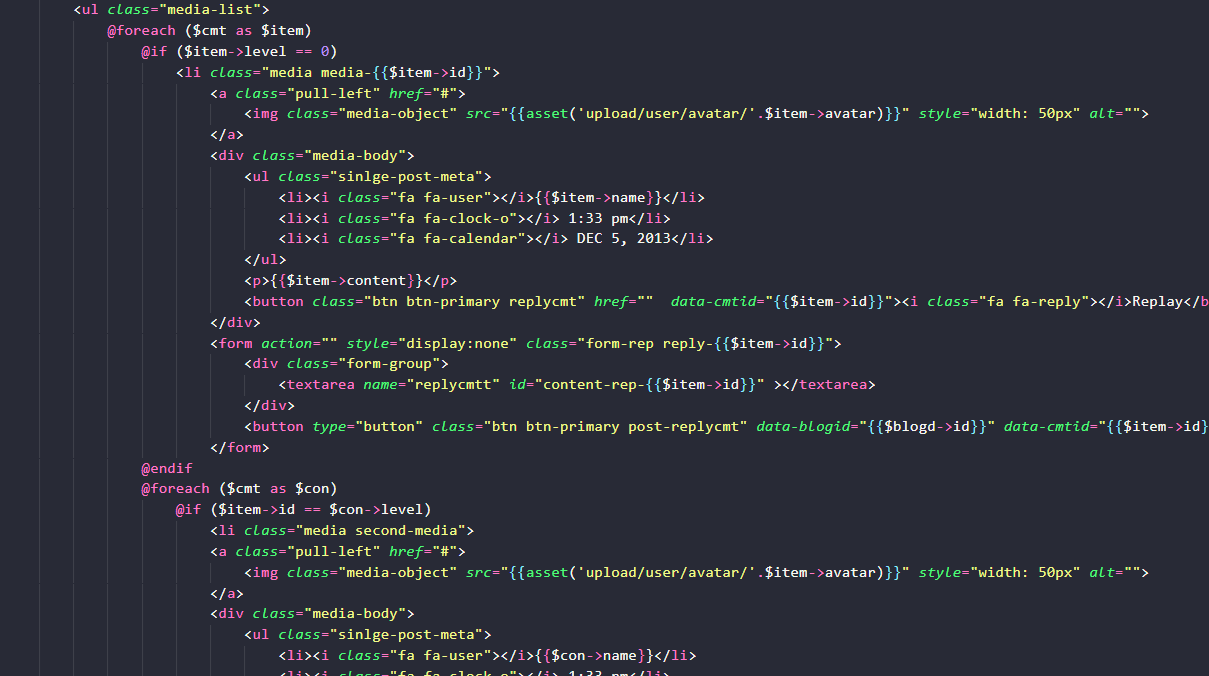 <ul class="media-list">
@foreach ($cmt as $item)
@if ($item->level == 0)
<li class="media media-{{$item->id}}">
<a class="pull-left" href="#">
<img class="media-object" src="{{asset('upload/user/avatar/'.$item->avatar)}}" style="width: 50px" alt="">
</a>
<div class="media-body">
<ul class="sinlge-post-meta">
<li><i class="fa fa-user"></i>{{$item->name}}</li>
<li><i class="fa fa-clock-o"></i> 1:33 pm</li>
<li><i class="fa fa-calendar"></i> DEC 5, 2013</li>
</ul>
<p>{{$item->content}}</p>
<button class="btn btn-primary replycmt" href=""  data-cmtid="{{$item->id}}"><i class="fa fa-reply"></i>Replay</b
</div>
<form action="" style="display:none" class="form-rep reply-{{$item->id}}">
<div class="form-group">
<textarea name="replycmtt" id="content-rep-{{$item->id}}" ></textarea>
</div>
<button type="button" class="btn btn-primary post-replycmt" data-blogid="{{$blogd->id}}" data-cmtid="{{$item->id}
</form>
@endif
@foreach ($cmt as $con)
@if ($item->id == $con->level)
<li class="media second-media">
<a class="pull-left" href="#">
<img class="media-object" src="{{asset('upload/user/avatar/'.$item->avatar)}}" style="width: 50px" alt="">
</a>
<div class="media-body">
<ul class="sinlge-post-meta">
<li><i class="fa fa-user"></i>{{$con->name}}</li>
<li><i class="fa fa-clock-o"></i> 1:33 pm</li>